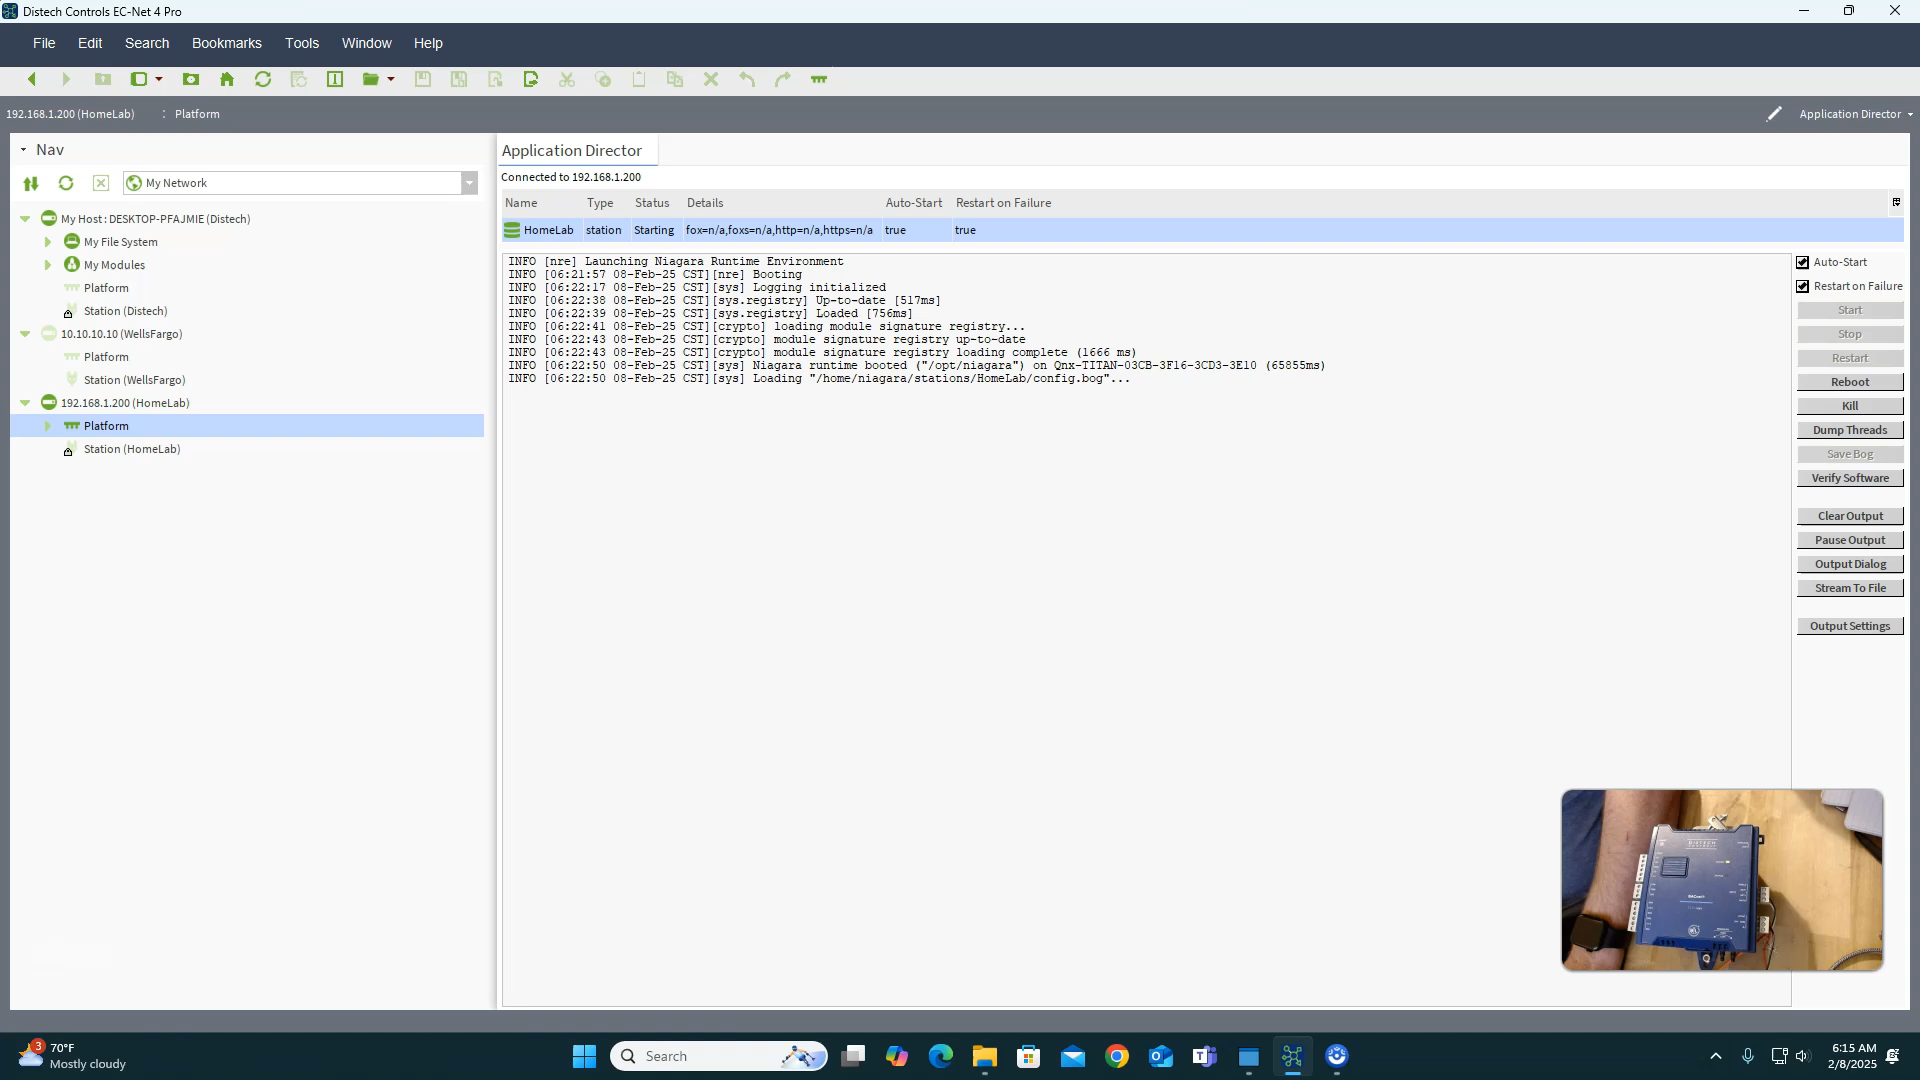 Distech Controls EC-Net 4 Pro
File Edit Search Bookmarks Tools Window Help
192.168.1.200 (HomeLab) : Platform
Application Director
Nav
My Network
My Host : DESKTOP-PFAJMIE (Distech)
My File System
My Modules
Platform
Station (Distech)
10.10.10.10 (WellsFargo)
Platform
Station (WellsFargo)
192.168.1.200 (HomeLab)
Platform
Station (HomeLab)
Application Director
Connected to 192.168.1.200
Name Type Status Details Auto-Start Restart on Failure
HomeLab station Starting fox=n/a,foxs=n/a,http=n/a,https=n/a true true
INFO [nre] Launching Niagara Runtime Environment
INFO [06:21:57 08-Feb-25 CST][nre] Booting
INFO [06:22:17 08-Feb-25 CST][sys] Logging initialized
INFO [06:22:38 08-Feb-25 CST][sys.registry] Up-to-date [517ms]
INFO [06:22:39 08-Feb-25 CST][sys.registry] Loaded [756ms]
INFO [06:22:41 08-Feb-25 CST][crypto] loading module signature registry...
INFO [06:22:43 08-Feb-25 CST][crypto] module signature registry up-to-date
INFO [06:22:43 08-Feb-25 CST][crypto] module signature registry loading complete (1666 ms)
INFO [06:22:50 08-Feb-25 CST][sys] Niagara runtime booted ("/opt/niagara") on Qnx-TITAN-03CB-3F16-3CD3-3E10 (65855ms)
INFO [06:22:50 08-Feb-25 CST][sys] Loading "/home/niagara/stations/HomeLab/config.bog"...
Auto-Start
Restart on Failure
Start
Stop
Restart
Reboot
Kill
Dump Threads
Save Bog
Verify Software
Clear Output
Pause Output
Output Dialog
Stream To File
Output Settings
DISTECH
3
70°F
Mostly cloudy
Search
6:15 AM
2/8/2025